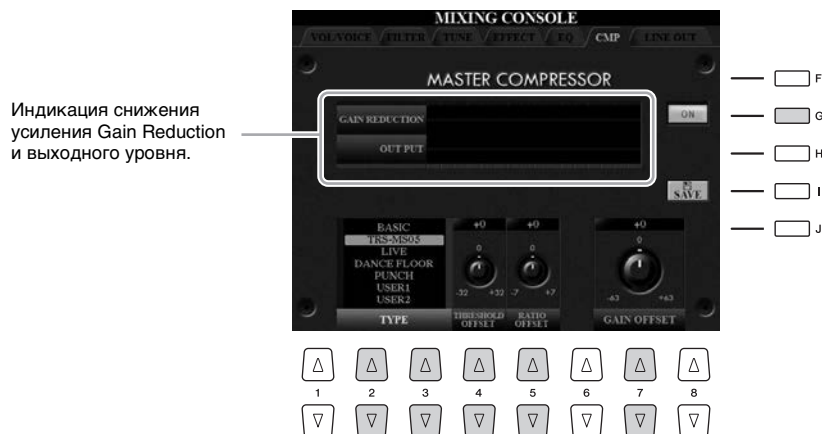 MIXING CONSOLE
VOL/VOICE FILTER TUNE EFFECT EQ CMP LINE OUT
MASTER COMPRESSOR
Индикация снижения
усиления Gain Reduction
и выходного уровня.
GAIN REDUCTION
OUT PUT
ON
SAVE
F
G
H
I
J
BASIC
TRS-MS05
LIVE
DANCE FLOOR
PUNCH
USER1
USER2
TYPE
+0 +0 +0
0 0 0
-32 +32 -7 +7 -63 +63
THRESHOLD OFFSET
RATIO OFFSET
GAIN OFFSET
1 2 3 4 5 6 7 8